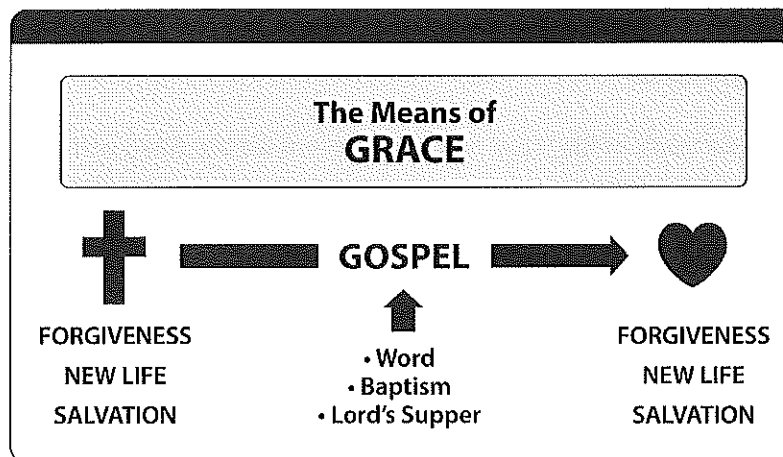 The Means of
GRACE
GOSPEL
FORGIVENESS
NEW LIFE
SALVATION
• Word
• Baptism
• Lord's Supper
FORGIVENESS
NEW LIFE
SALVATION